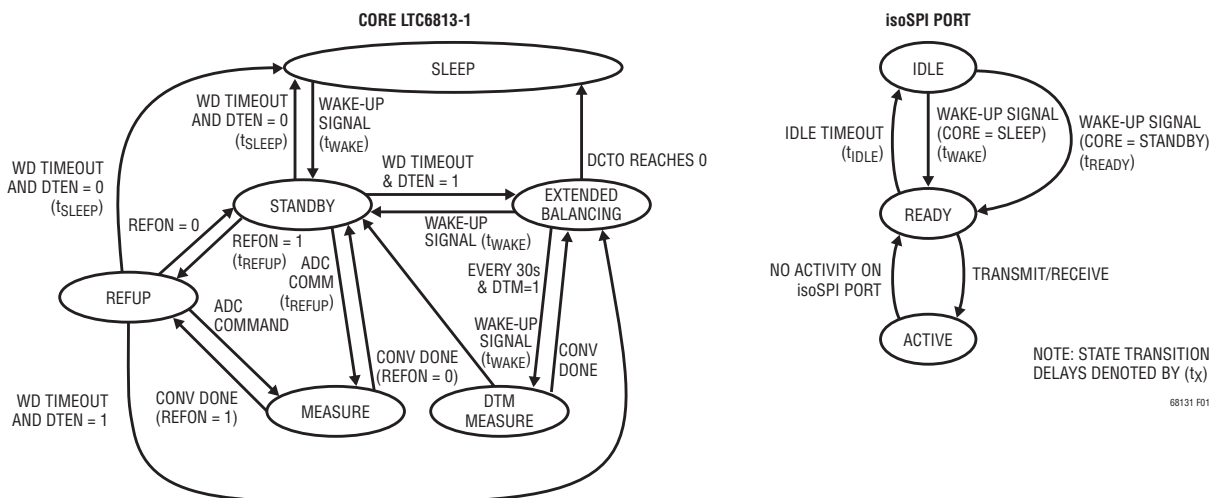 CORE LTC6813-1
SLEEP
WD TIMEOUT
AND DTEN = 0
(tSLEEP)
WAKE-UP
SIGNAL
(tWAKE)
WD TIMEOUT
& DTEN = 1
DCTO REACHES 0
WD TIMEOUT
AND DTEN = 0
(tSLEEP)
STANDBY
EXTENDED
BALANCING
REFON = 0
REFON = 1
(tREFUP)
WAKE-UP
SIGNAL (tWAKE)
ADC
COMM
(tREFUP)
EVERY 30s
& DTM=1
REFUP
ADC
COMMAND
WAKE-UP
SIGNAL
(tWAKE)
CONV
DONE
CONV DONE
(REFON = 0)
WD TIMEOUT
AND DTEN = 1
CONV DONE
(REFON = 1)
MEASURE
DTM
MEASURE
isoSPI PORT
IDLE
IDLE TIMEOUT
(tIDLE)
WAKE-UP SIGNAL
(CORE = SLEEP)
(tWAKE)
WAKE-UP SIGNAL
(CORE = STANDBY)
(tREADY)
READY
NO ACTIVITY ON
isoSPI PORT
TRANSMIT/RECEIVE
ACTIVE
NOTE: STATE TRANSITION
DELAYS DENOTED BY (tX)
68131 F01